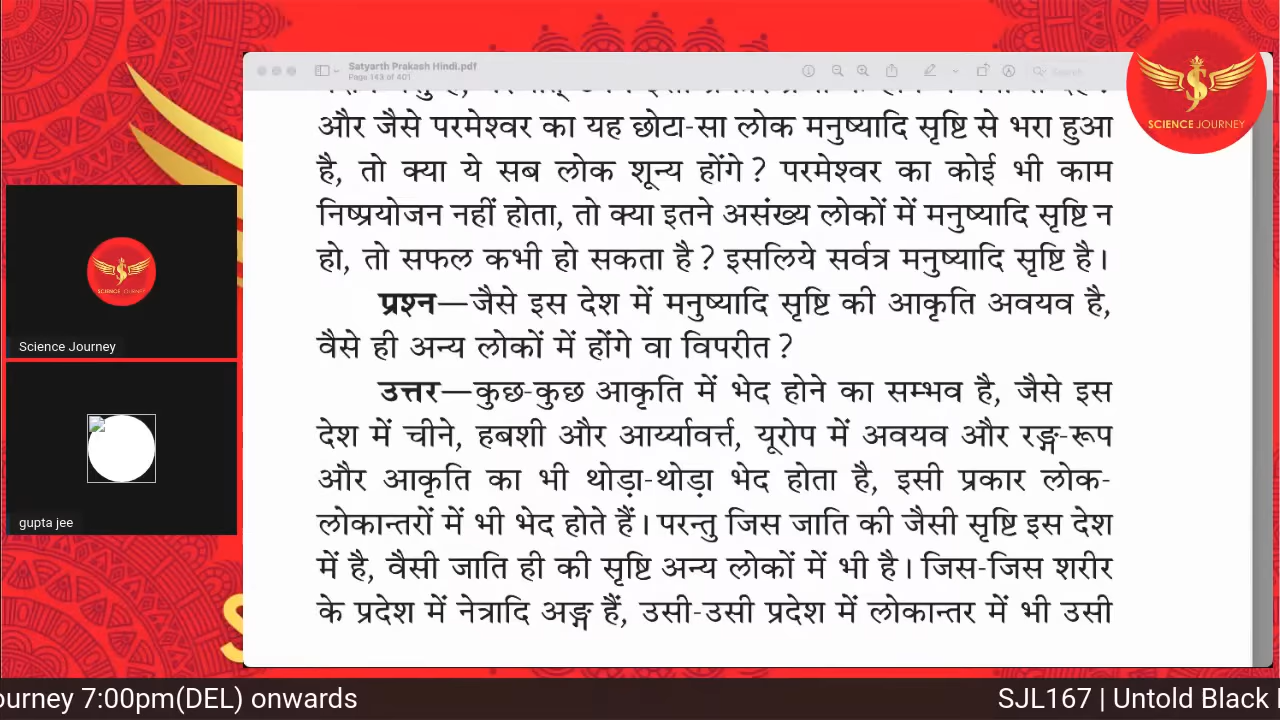 Satyarth Prakash Hindi.pdf
Page 143 of 401
Search
SCIENCE JOURNEY
और जैसे परमेश्वर का यह छोटा-सा लोक मनुष्यादि सृष्टि से भरा हुआ
है, तो क्या ये सब लोक शून्य होंगे ? परमेश्वर का कोई भी काम
निष्प्रयोजन नहीं होता, तो क्या इतने असंख्य लोकों में मनुष्यादि सृष्टि न
हो, तो सफल कभी हो सकता है ? इसलिये सर्वत्र मनुष्यादि सृष्टि है।
प्रश्न—जैसे इस देश में मनुष्यादि सृष्टि की आकृति अवयव है,
वैसे ही अन्य लोकों में होंगे वा विपरीत ?
उत्तर—कुछ-कुछ आकृति में भेद होने का सम्भव है, जैसे इस
देश में चीने, हबशी और आर्य्यावर्त्त, यूरोप में अवयव और रङ्ग-रूप
और आकृति का भी थोड़ा-थोड़ा भेद होता है, इसी प्रकार लोक-
लोकान्तरों में भी भेद होते हैं। परन्तु जिस जाति की जैसी सृष्टि इस देश
में है, वैसी जाति ही की सृष्टि अन्य लोकों में भी है। जिस-जिस शरीर
के प्रदेश में नेत्रादि अङ्ग हैं, उसी-उसी प्रदेश में लोकान्तर में भी उसी
SCIENCE JOURNEY
Science Journey
gupta jee
ourney 7:00pm(DEL) onwards
SJL167 | Untold Black